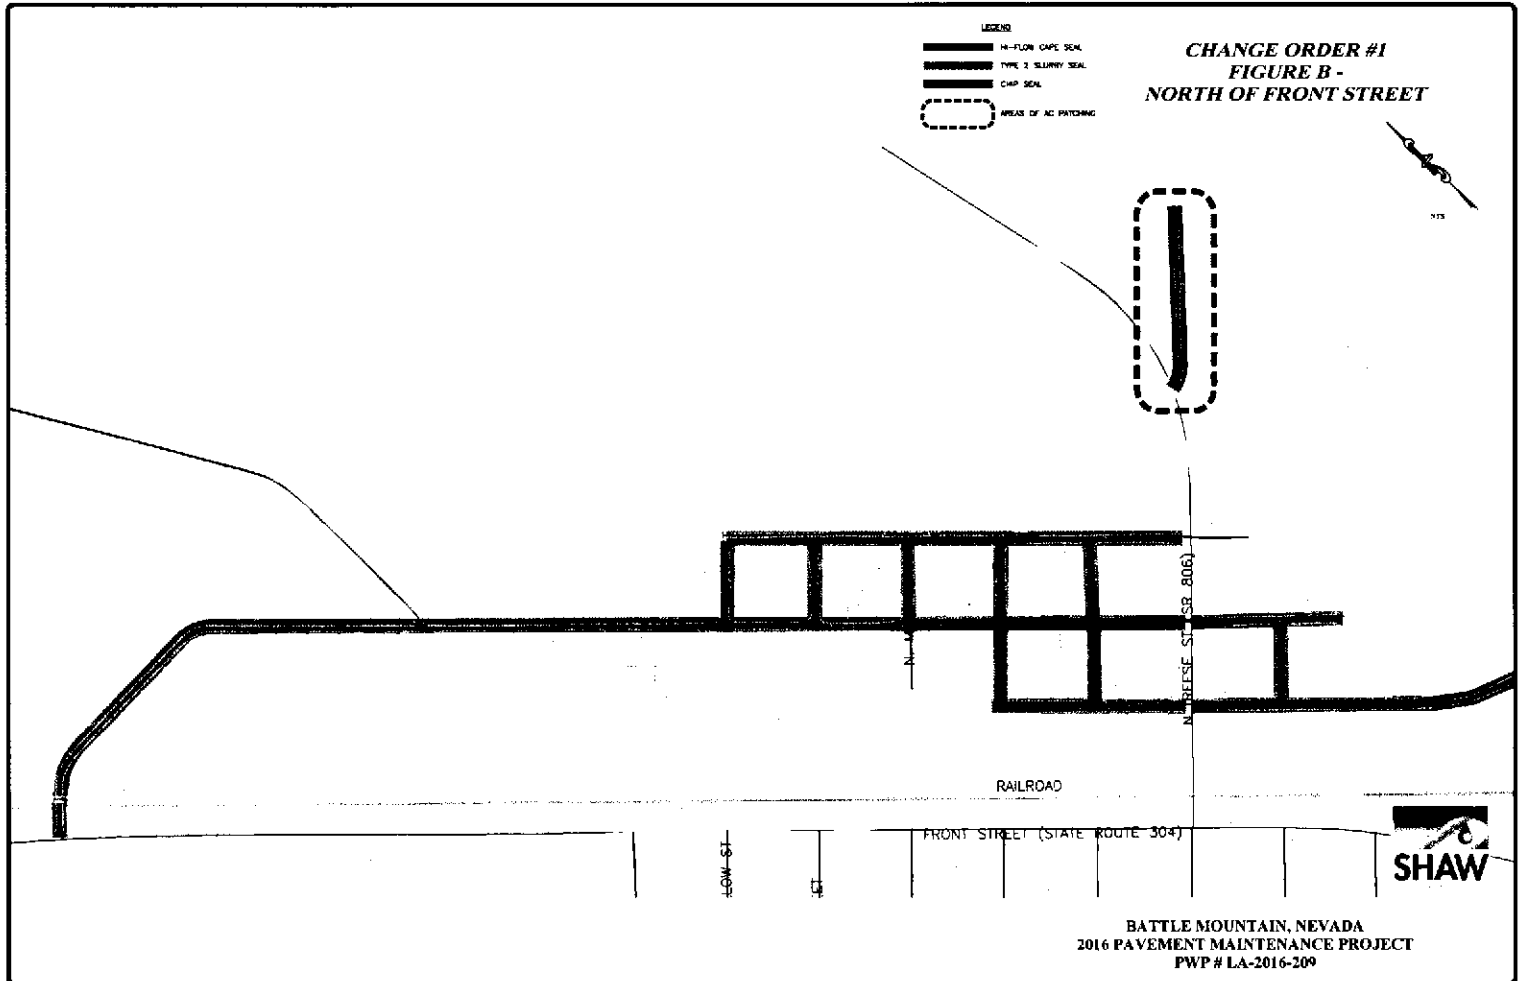 LEGEND
HI-FLOW CAPE SEAL
TYPE 2 SLURRY SEAL
CHIP SEAL
AREAS OF AC PATCHING
CHANGE ORDER #1
FIGURE B -
NORTH OF FRONT STREET
NTS
N REESE ST (SR 806)
N
RAILROAD
FRONT STREET (STATE ROUTE 304)
LOW ST
ET
SHAW
BATTLE MOUNTAIN, NEVADA
2016 PAVEMENT MAINTENANCE PROJECT
PWP # LA-2016-209